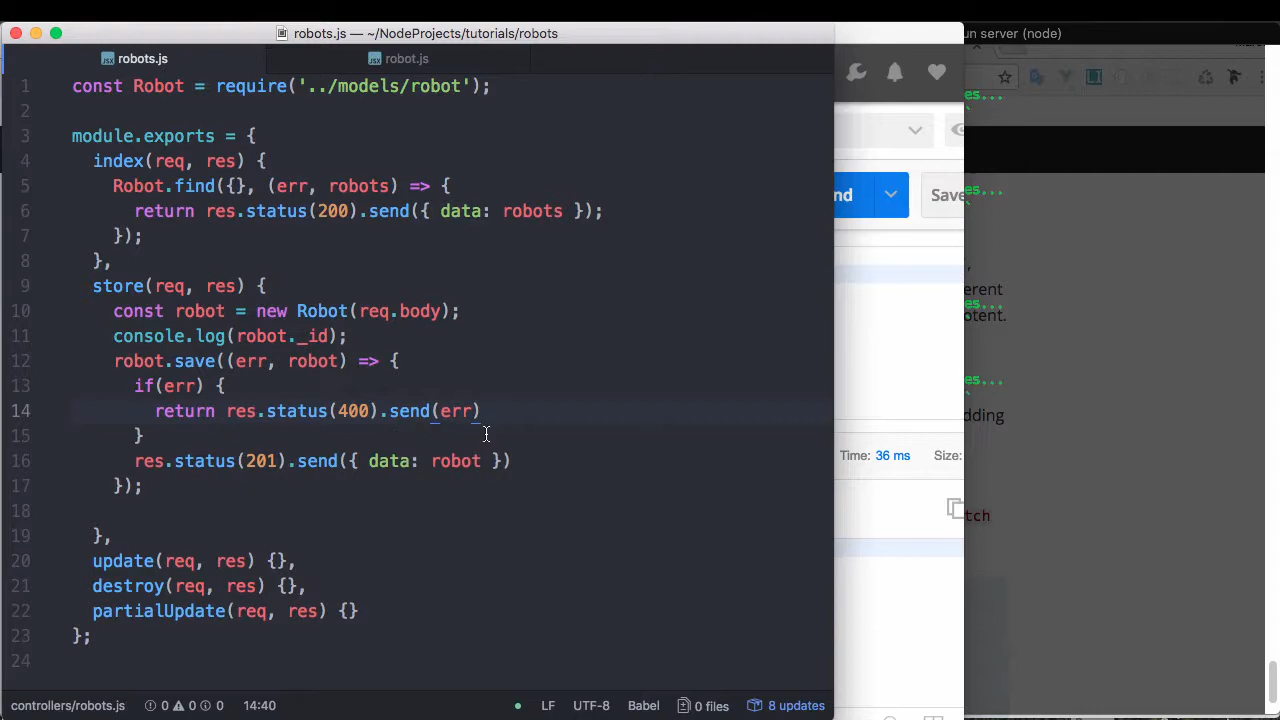 robots.js — ~/NodeProjects/tutorials/robots
un server (node)
robots.js
robot.js
1 const Robot = require('../models/robot');
2
3 module.exports = {
4 index(req, res) {
5 Robot.find({}, (err, robots) => {
6 return res.status(200).send({ data: robots });
7 });
8 },
9 store(req, res) {
10 const robot = new Robot(req.body);
11 console.log(robot._id);
12 robot.save((err, robot) => {
13 if(err) {
14 return res.status(400).send(err)
15 }
16 res.status(201).send({ data: robot })
17 });
18
19 },
20 update(req, res) {},
21 destroy(req, res) {},
22 partialUpdate(req, res) {}
23 };
24
controllers/robots.js 0 0 0 14:40 LF UTF-8 Babel 0 files 8 updates
nd
Save
Time: 36 ms Size:
es...
es...
erent
es...
otent.
es...
dding
tch